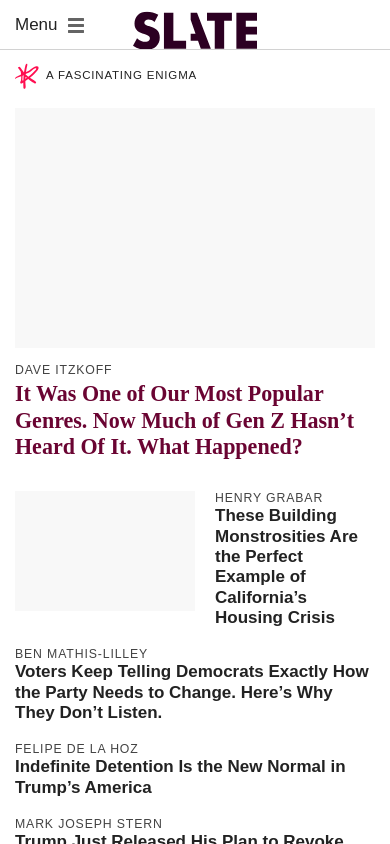 Menu
SLATE
A FASCINATING ENIGMA
DAVE ITZKOFF
It Was One of Our Most Popular
Genres. Now Much of Gen Z Hasn’t
Heard Of It. What Happened?
HENRY GRABAR
These Building
Monstrosities Are
the Perfect
Example of
California’s
Housing Crisis
BEN MATHIS-LILLEY
Voters Keep Telling Democrats Exactly How
the Party Needs to Change. Here’s Why
They Don’t Listen.
FELIPE DE LA HOZ
Indefinite Detention Is the New Normal in
Trump’s America
MARK JOSEPH STERN
Trump Just Released His Plan to Revoke